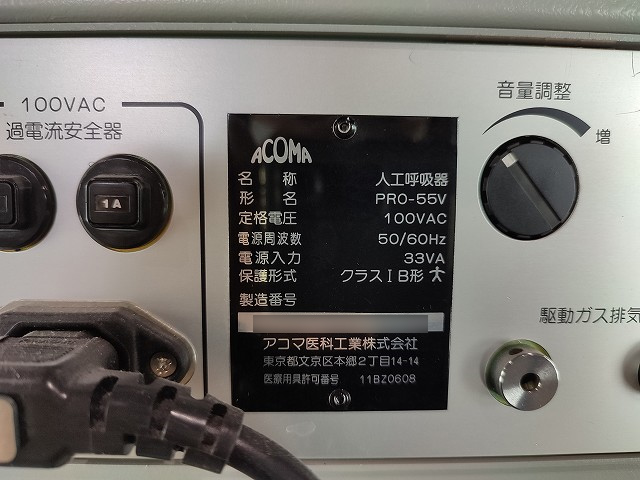 100VAC
過電流安全器
1A
音量調整
増
ACOMA
名 称 人工呼吸器
形 名 PRO-55V
定格電圧 100VAC
電源周波数 50/60Hz
電源入力 33VA
保護形式 クラスⅠB形
製造番号
アコマ医科工業株式会社
東京都文京区本郷2丁目14-14
医療用具許可番号 11BZ0608
駆動ガス排気